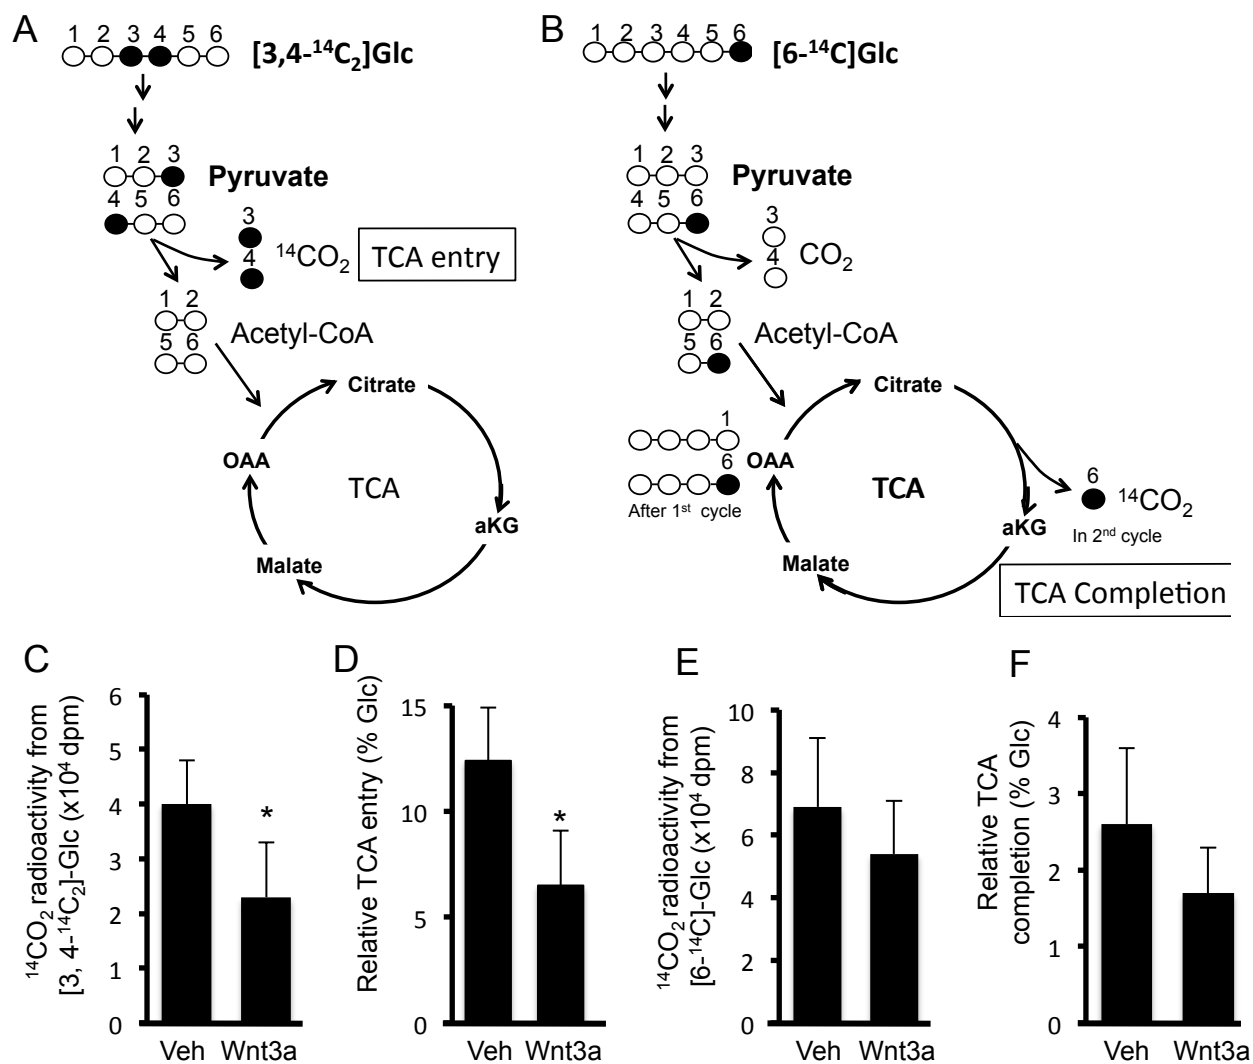 A
1 2 3 4 5 6
[3,4-¹⁴C₂]Glc
1 2 3
Pyruvate
4 5 6
3
4
¹⁴CO₂
TCA entry
1 2
5 6
Acetyl-CoA
Citrate
OAA
TCA
aKG
Malate
B
1 2 3 4 5 6
[6-¹⁴C]Glc
1 2 3
Pyruvate
4 5 6
3
4
CO₂
1 2
5 6
Acetyl-CoA
Citrate
1
6
OAA
After 1ˢᵗ cycle
TCA
6
¹⁴CO₂
aKG
In 2ⁿᵈ cycle
Malate
TCA Completion
C
¹⁴CO₂ radioactivity from
[3, 4-¹⁴C₂]-Glc (x10⁴ dpm)
6
5
4
3
2
1
0
*
Veh Wnt3a
D
Relative TCA entry (% Glc)
15
10
5
0
*
Veh Wnt3a
E
¹⁴CO₂ radioactivity from
[6-¹⁴C]-Glc (x10⁴ dpm)
10
8
6
4
2
0
Veh Wnt3a
F
Relative TCA
completion (% Glc)
4
3
2
1
0
Veh Wnt3a